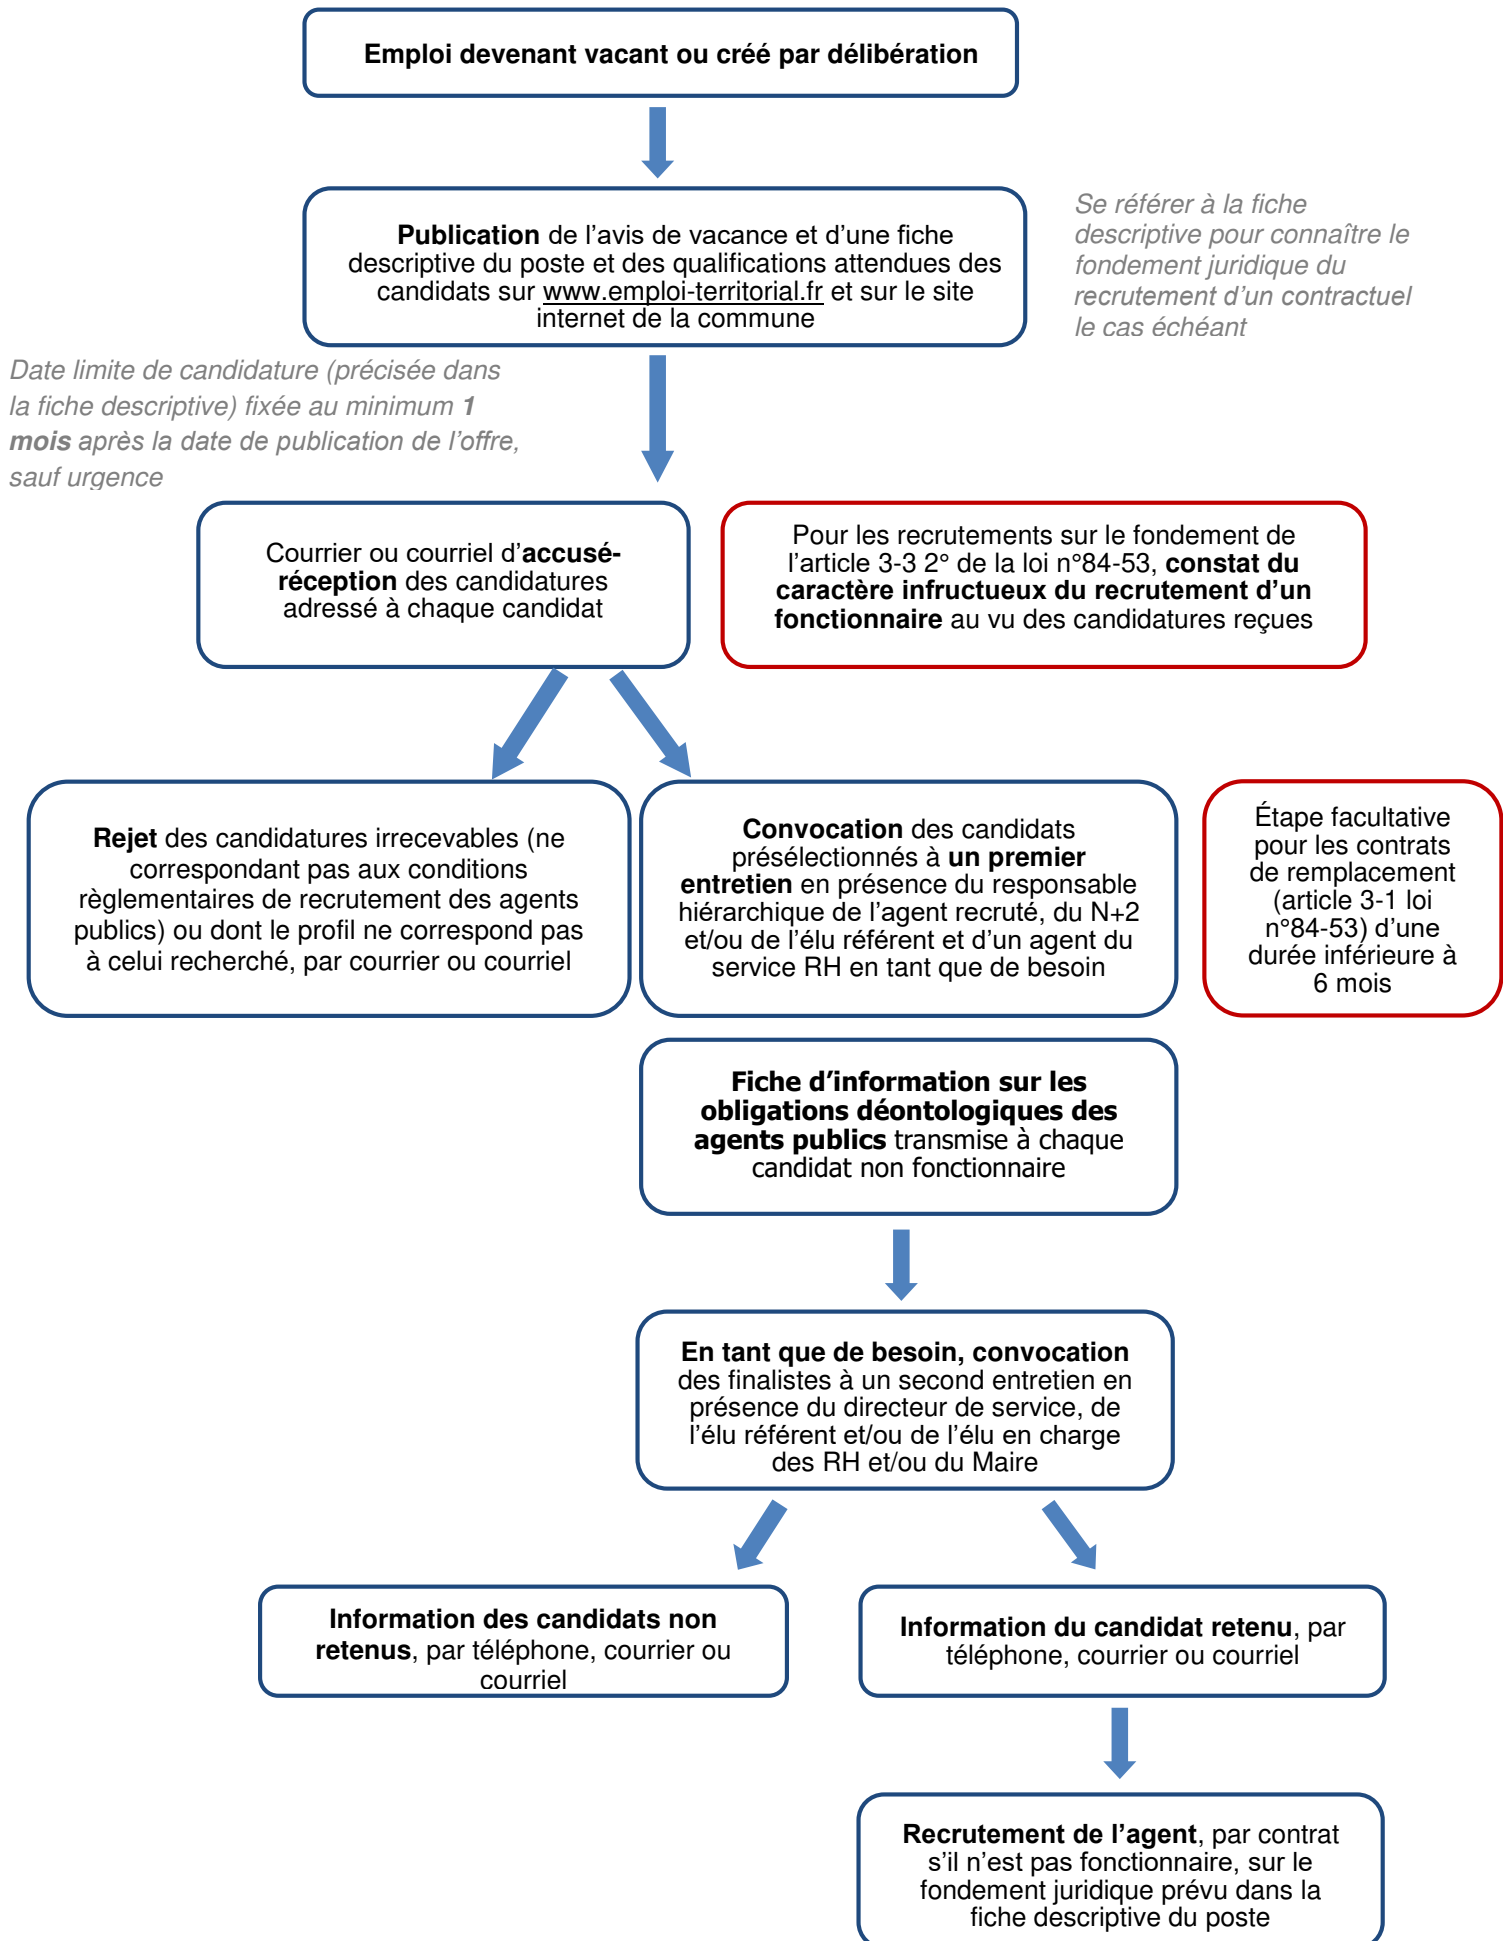 Emploi devenant vacant ou créé par délibération
Publication de l'avis de vacance et d'une fiche
descriptive du poste et des qualifications attendues des
candidats sur www.emploi-territorial.fr et sur le site
internet de la commune
Se référer à la fiche
descriptive pour connaître le
fondement juridique du
recrutement d'un contractuel
le cas échéant
Date limite de candidature (précisée dans
la fiche descriptive) fixée au minimum 1
mois après la date de publication de l'offre,
sauf urgence
Courrier ou courriel d'accusé-
réception des candidatures
adressé à chaque candidat
Pour les recrutements sur le fondement de
l'article 3-3 2° de la loi n°84-53, constat du
caractère infructueux du recrutement d'un
fonctionnaire au vu des candidatures reçues
Rejet des candidatures irrecevables (ne
correspondant pas aux conditions
règlementaires de recrutement des agents
publics) ou dont le profil ne correspond pas
à celui recherché, par courrier ou courriel
Convocation des candidats
présélectionnés à un premier
entretien en présence du responsable
hiérarchique de l'agent recruté, du N+2
et/ou de l'élu référent et d'un agent du
service RH en tant que de besoin
Étape facultative
pour les contrats
de remplacement
(article 3-1 loi
n°84-53) d'une
durée inférieure à
6 mois
Fiche d'information sur les
obligations déontologiques des
agents publics transmise à chaque
candidat non fonctionnaire
En tant que de besoin, convocation
des finalistes à un second entretien en
présence du directeur de service, de
l'élu référent et/ou de l'élu en charge
des RH et/ou du Maire
Information des candidats non
retenus, par téléphone, courrier ou
courriel
Information du candidat retenu, par
téléphone, courrier ou courriel
Recrutement de l'agent, par contrat
s'il n'est pas fonctionnaire, sur le
fondement juridique prévu dans la
fiche descriptive du poste